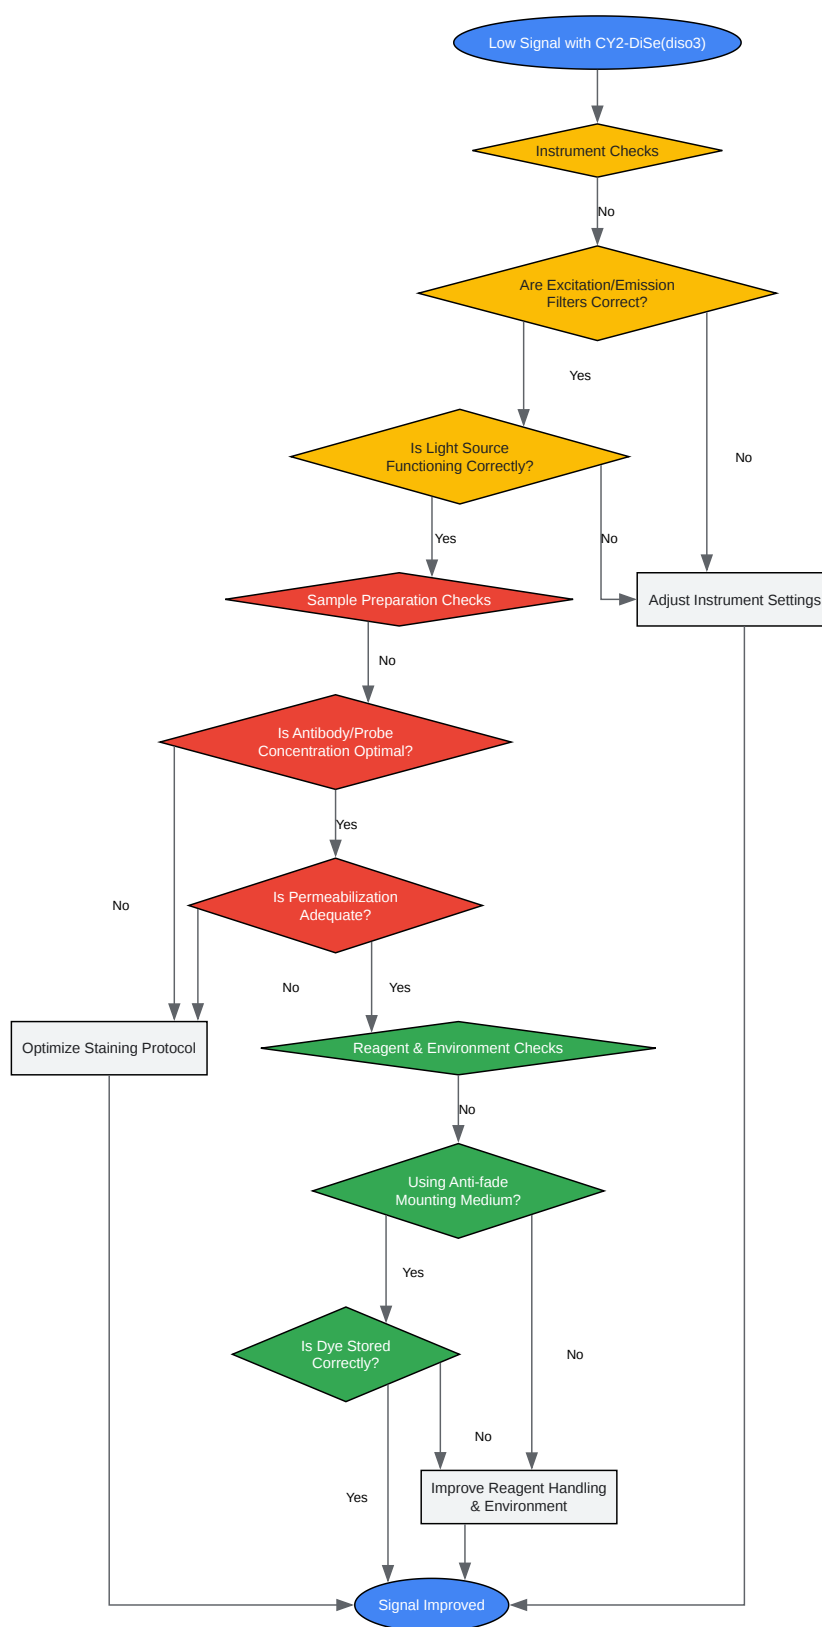 Low Signal with CY2-DiSe(diso3)
Instrument Checks
No
Are Excitation/Emission
Filters Correct?
Yes
No
Is Light Source
Functioning Correctly?
Yes
No
Sample Preparation Checks
Adjust Instrument Settings
No
Is Antibody/Probe
Concentration Optimal?
Yes
No
Is Permeabilization
Adequate?
No
Yes
Optimize Staining Protocol
Reagent & Environment Checks
No
Using Anti-fade
Mounting Medium?
Yes
No
Is Dye Stored
Correctly?
No
Yes
Improve Reagent Handling
& Environment
Signal Improved